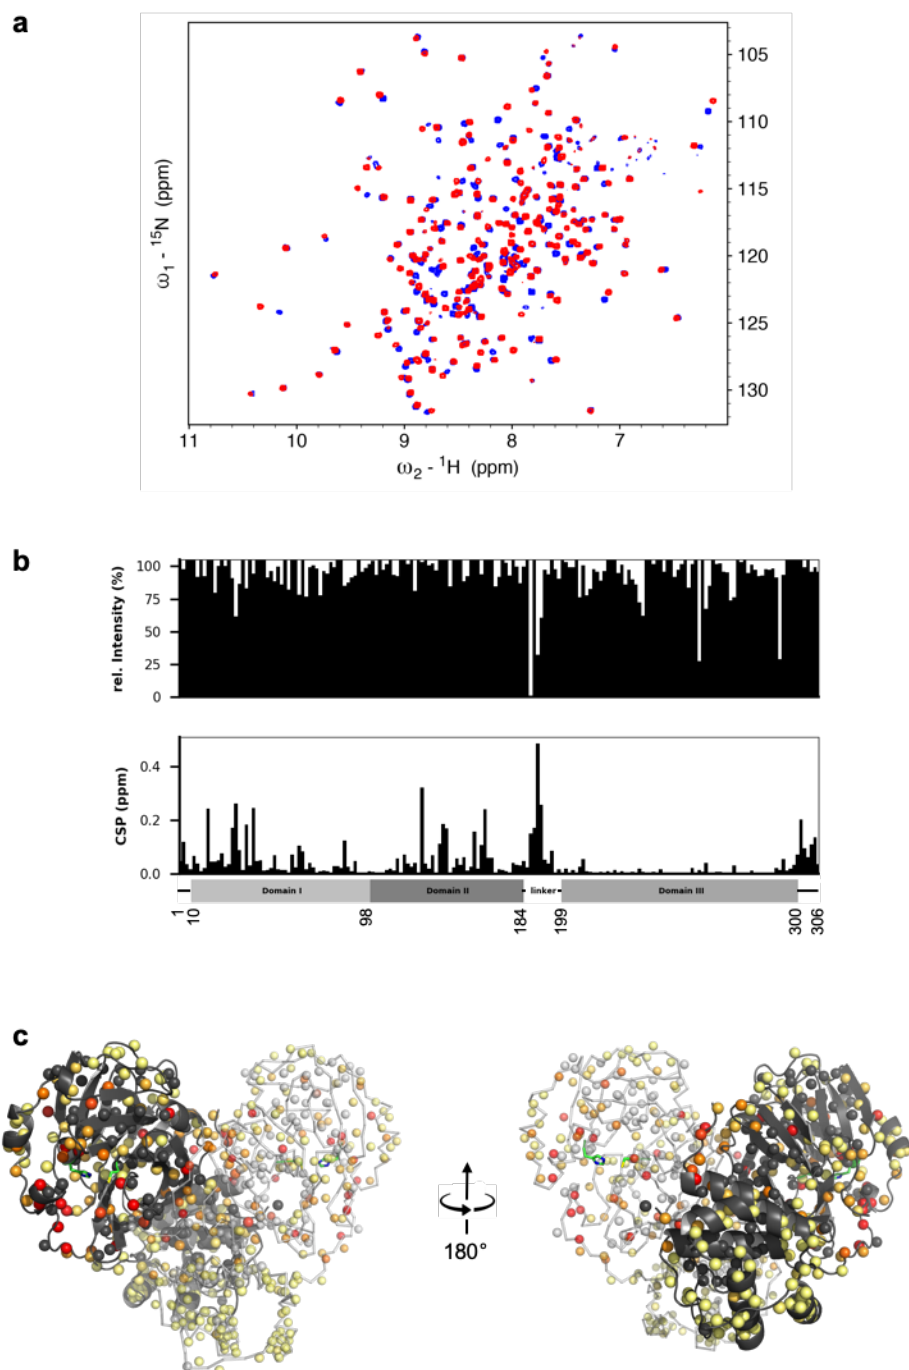 a
105
110
115
120
125
130
ω₁ - ¹⁵N (ppm)
11 10 9 8 7
ω₂ - ¹H (ppm)
b
100
75
50
25
0
rel. Intensity (%)
0.4
0.2
0.0
CSP (ppm)
Domain I Domain II linker Domain III
1 10 98 184 199 300 306
c
180°